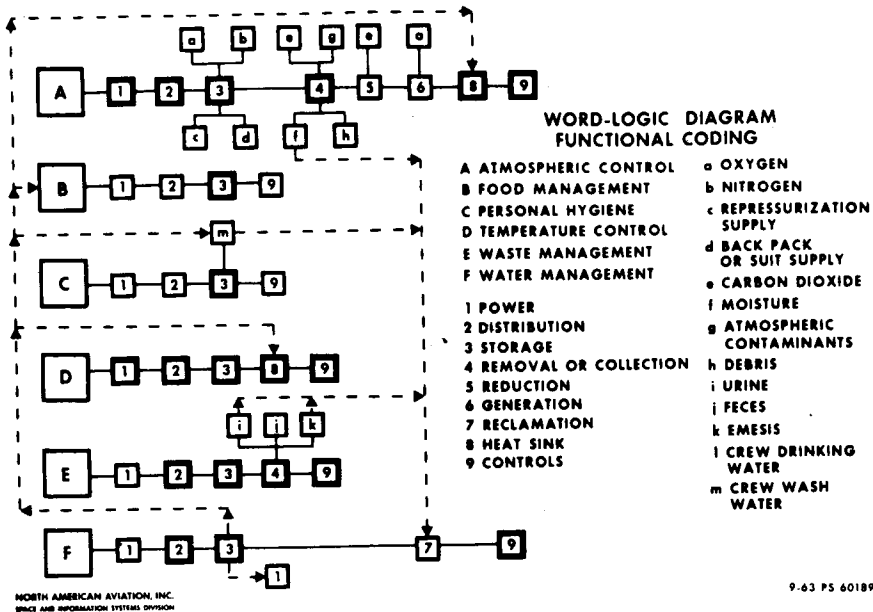 a b e g e a
A 1 2 3 4 5 6 8 9
c d f h
B 1 2 3 9
m
C 1 2 3 9
D 1 2 3 8 9
i j k
E 1 2 3 4 9
F 1 2 3 7 9
1
WORD-LOGIC DIAGRAM
FUNCTIONAL CODING
A ATMOSPHERIC CONTROL
B FOOD MANAGEMENT
C PERSONAL HYGIENE
D TEMPERATURE CONTROL
E WASTE MANAGEMENT
F WATER MANAGEMENT
1 POWER
2 DISTRIBUTION
3 STORAGE
4 REMOVAL OR COLLECTION
5 REDUCTION
6 GENERATION
7 RECLAMATION
8 HEAT SINK
9 CONTROLS
a OXYGEN
b NITROGEN
c REPRESSURIZATION
SUPPLY
d BACK PACK
OR SUIT SUPPLY
e CARBON DIOXIDE
f MOISTURE
g ATMOSPHERIC
CONTAMINANTS
h DEBRIS
i URINE
j FECES
k EMESIS
l CREW DRINKING
WATER
m CREW WASH
WATER
NORTH AMERICAN AVIATION, INC.
SPACE AND INFORMATION SYSTEMS DIVISION
9-63 PS 60189